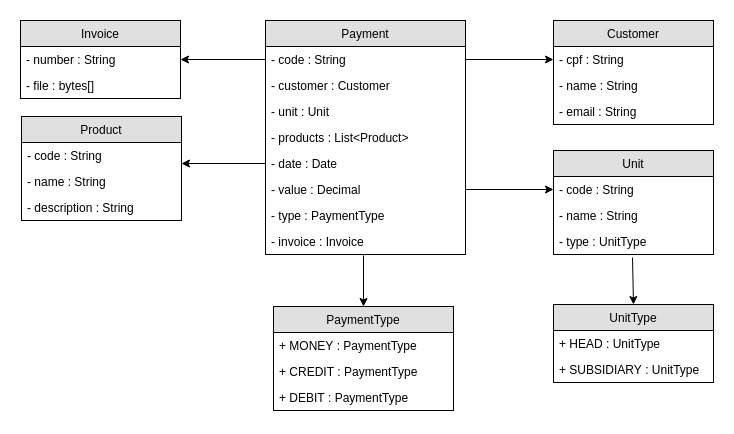 Invoice
- number : String
- file : bytes[]
Product
- code : String
- name : String
- description : String
Payment
- code : String
- customer : Customer
- unit : Unit
- products : List<Product>
- date : Date
- value : Decimal
- type : PaymentType
- invoice : Invoice
Customer
- cpf : String
- name : String
- email : String
Unit
- code : String
- name : String
- type : UnitType
PaymentType
+ MONEY : PaymentType
+ CREDIT : PaymentType
+ DEBIT : PaymentType
UnitType
+ HEAD : UnitType
+ SUBSIDIARY : UnitType